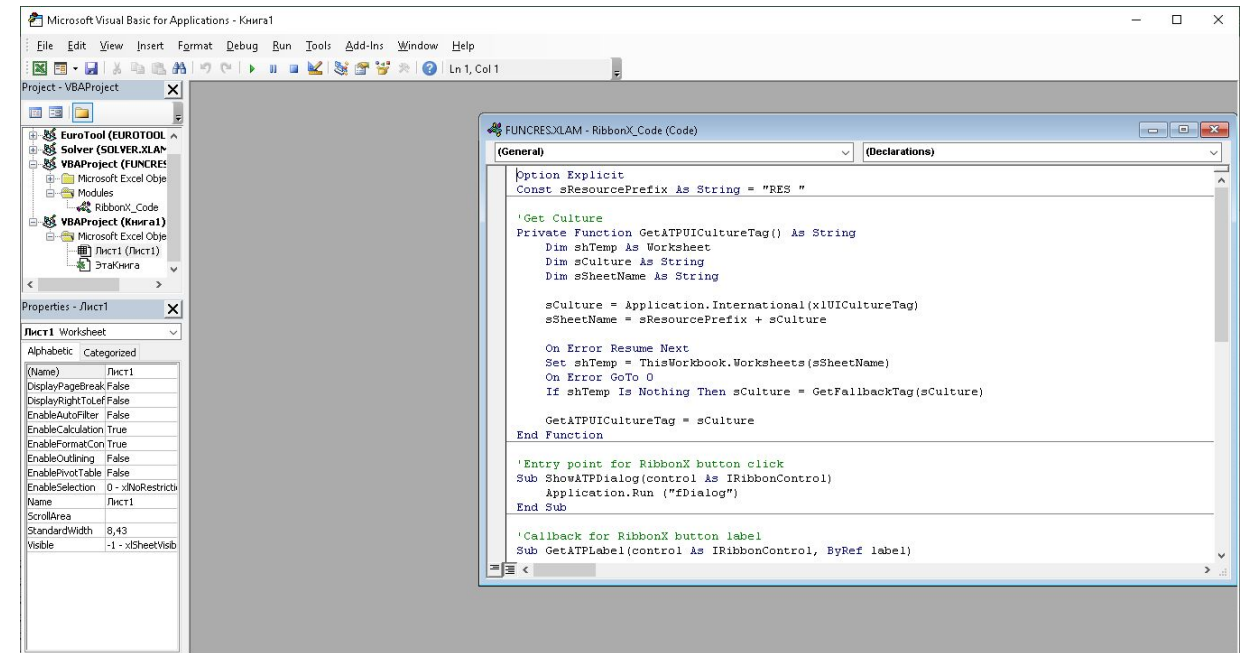 Microsoft Visual Basic for Applications - Книга1
File Edit View Insert Format Debug Run Tools Add-Ins Window Help
Ln 1, Col 1
Project - VBAProject
EuroTool (EUROTOOL
Solver (SOLVER.XLAM
VBAProject (FUNCRES
Microsoft Excel Obje
Modules
RibbonX_Code
VBAProject (Книга1)
Microsoft Excel Obje
Лист1 (Лист1)
ЭтаКнига
Properties - Лист1
Лист1 Worksheet
Alphabetic Categorized
(Name) Лист1
DisplayPageBreak False
DisplayRightToLef False
EnableAutoFilter False
EnableCalculation True
EnableFormatCon True
EnableOutlining False
EnablePivotTable False
EnableSelection 0 - xlNoRestricti
Name Лист1
ScrollArea
StandardWidth 8,43
Visible -1 - xlSheetVisib
FUNCRES.XLAM - RibbonX_Code (Code)
(General) (Declarations)
Option Explicit
Const sResourcePrefix As String = "RES "
'Get Culture
Private Function GetATPUICultureTag() As String
Dim shTemp As Worksheet
Dim sCulture As String
Dim sSheetName As String
sCulture = Application.International(xlUICultureTag)
sSheetName = sResourcePrefix + sCulture
On Error Resume Next
Set shTemp = ThisWorkbook.Worksheets(sSheetName)
On Error GoTo 0
If shTemp Is Nothing Then sCulture = GetFallbackTag(sCulture)
GetATPUICultureTag = sCulture
End Function
'Entry point for RibbonX button click
Sub ShowATPDialog(control As IRibbonControl)
Application.Run ("fDialog")
End Sub
'Callback for RibbonX button label
Sub GetATPLabel(control As IRibbonControl, ByRef label)